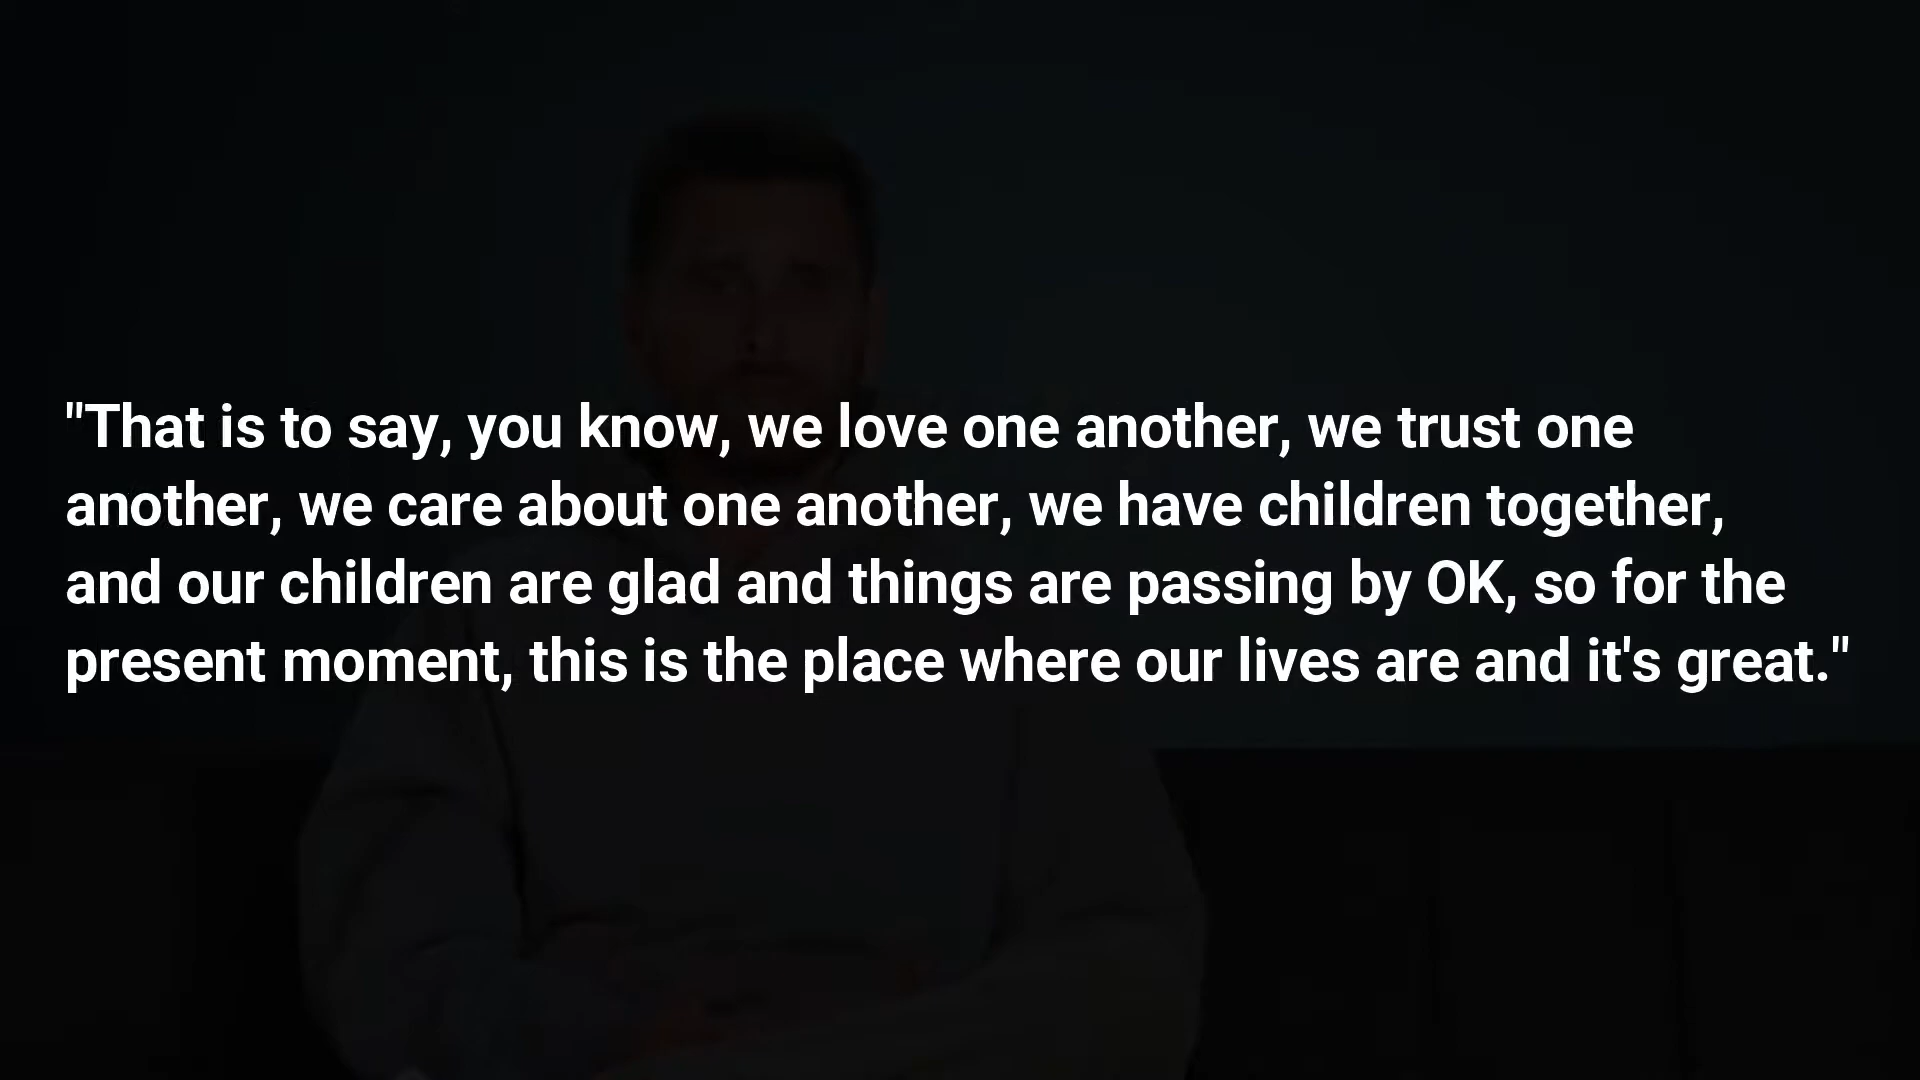 "That is to say, you know, we love one another, we trust one
another, we care about one another, we have children together,
and our children are glad and things are passing by OK, so for the
present moment, this is the place where our lives are and it's great."